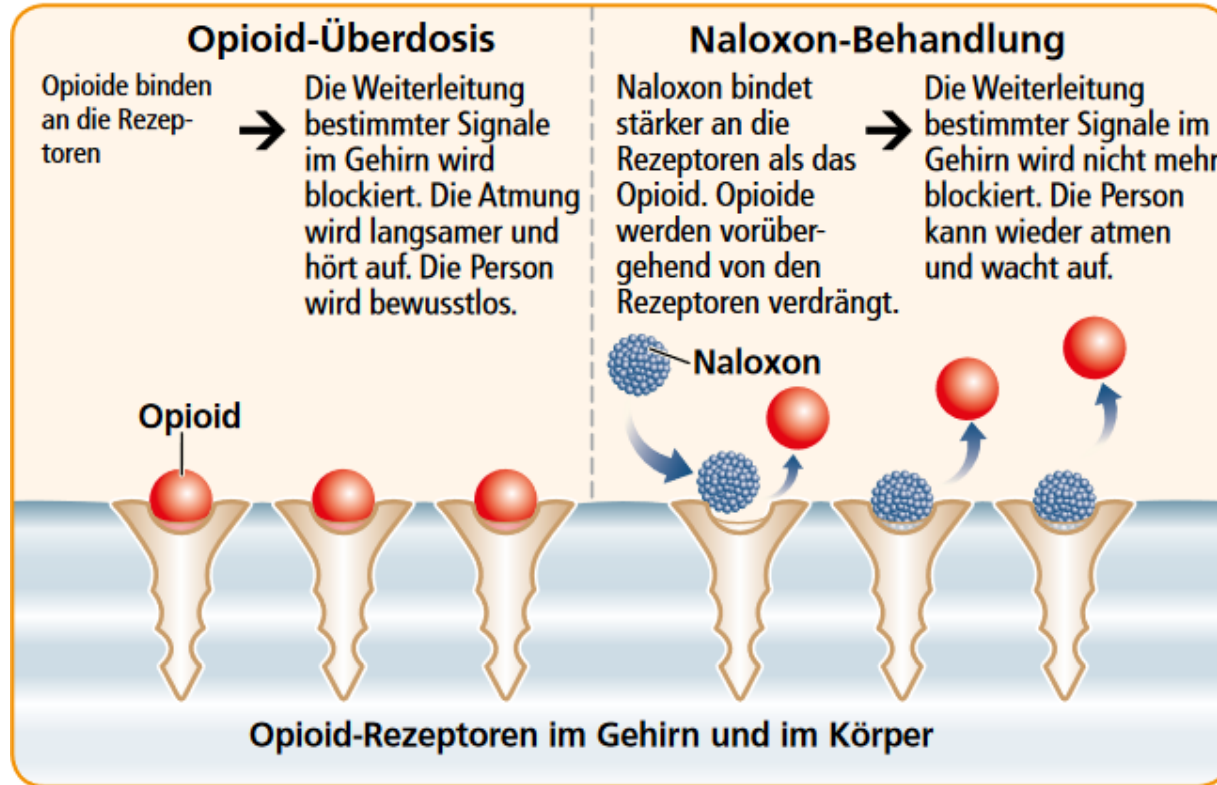 Opioid-Überdosis
Opioide binden
an die Rezep-
toren
Die Weiterleitung
bestimmter Signale
im Gehirn wird
blockiert. Die Atmung
wird langsamer und
hört auf. Die Person
wird bewusstlos.
Naloxon-Behandlung
Naloxon bindet
stärker an die
Rezeptoren als das
Opioid. Opioide
werden vorüber-
gehend von den
Rezeptoren verdrängt.
Die Weiterleitung
bestimmter Signale im
Gehirn wird nicht mehr
blockiert. Die Person
kann wieder atmen
und wacht auf.
Opioid
Naloxon
Opioid-Rezeptoren im Gehirn und im Körper